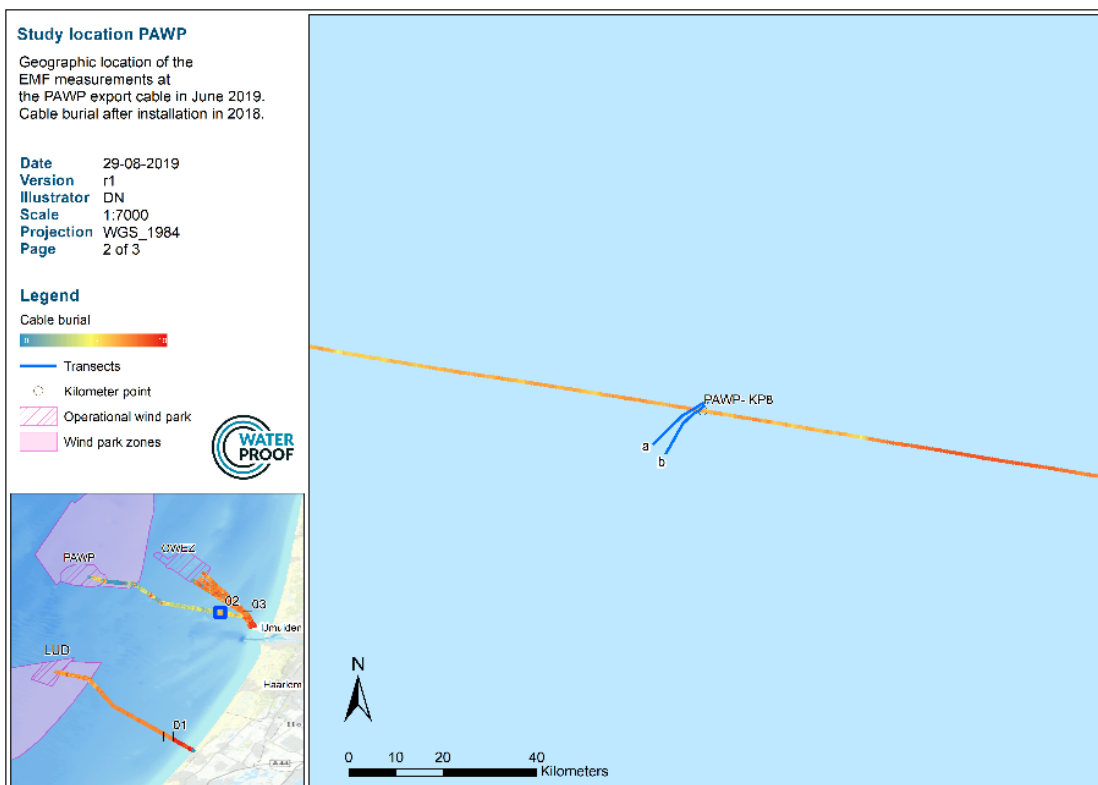 Study location PAWP
Geographic location of the
EMF measurements at
the PAWP export cable in June 2019.
Cable burial after installation in 2018.
Date 29-08-2019
Version r1
Illustrator DN
Scale 1:7000
Projection WGS_1984
Page 2 of 3
Legend
Cable burial
Transects
Kilometer point
Operational wind park
Wind park zones
WATER
PROOF
PAWP
OWEZ
02
03
IJmuiden
LUD
Haarlem
01
A 44
PAWP- KP8
a
b
N
0 10 20 40
Kilometers